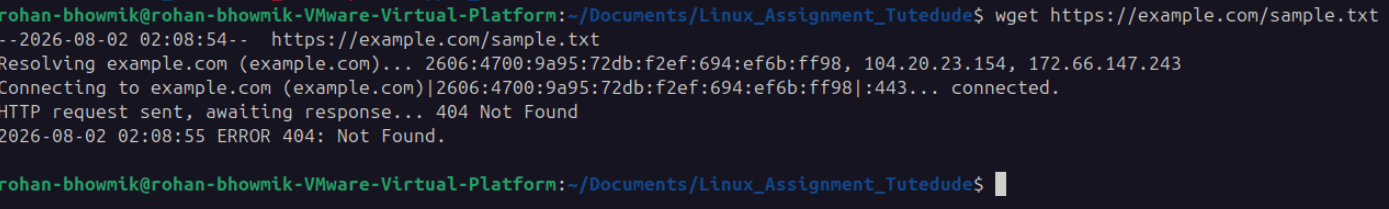 rohan-bhowmik@rohan-bhowmik-VMware-Virtual-Platform:~/Documents/Linux_Assignment_Tutedude$ wget https://example.com/sample.txt
--2026-08-02 02:08:54--  https://example.com/sample.txt
Resolving example.com (example.com)... 2606:4700:9a95:72db:f2ef:694:ef6b:ff98, 104.20.23.154, 172.66.147.243
Connecting to example.com (example.com)|2606:4700:9a95:72db:f2ef:694:ef6b:ff98|:443... connected.
HTTP request sent, awaiting response... 404 Not Found
2026-08-02 02:08:55 ERROR 404: Not Found.
rohan-bhowmik@rohan-bhowmik-VMware-Virtual-Platform:~/Documents/Linux_Assignment_Tutedude$